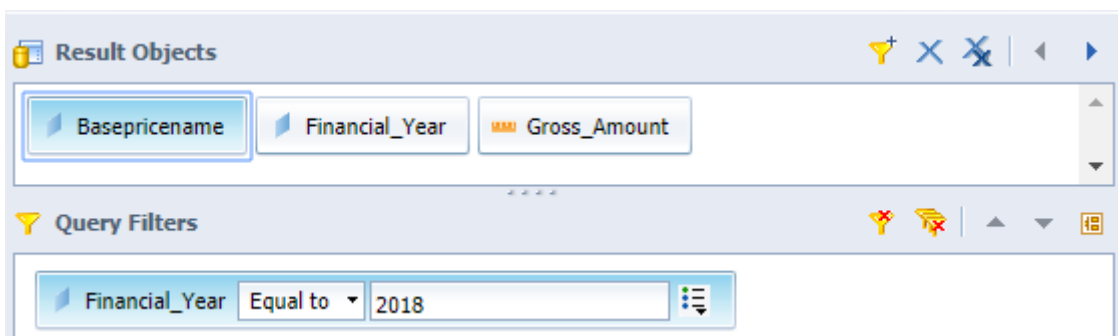 Result Objects
Basepricename Financial_Year Gross_Amount
Query Filters
Financial_Year Equal to 2018